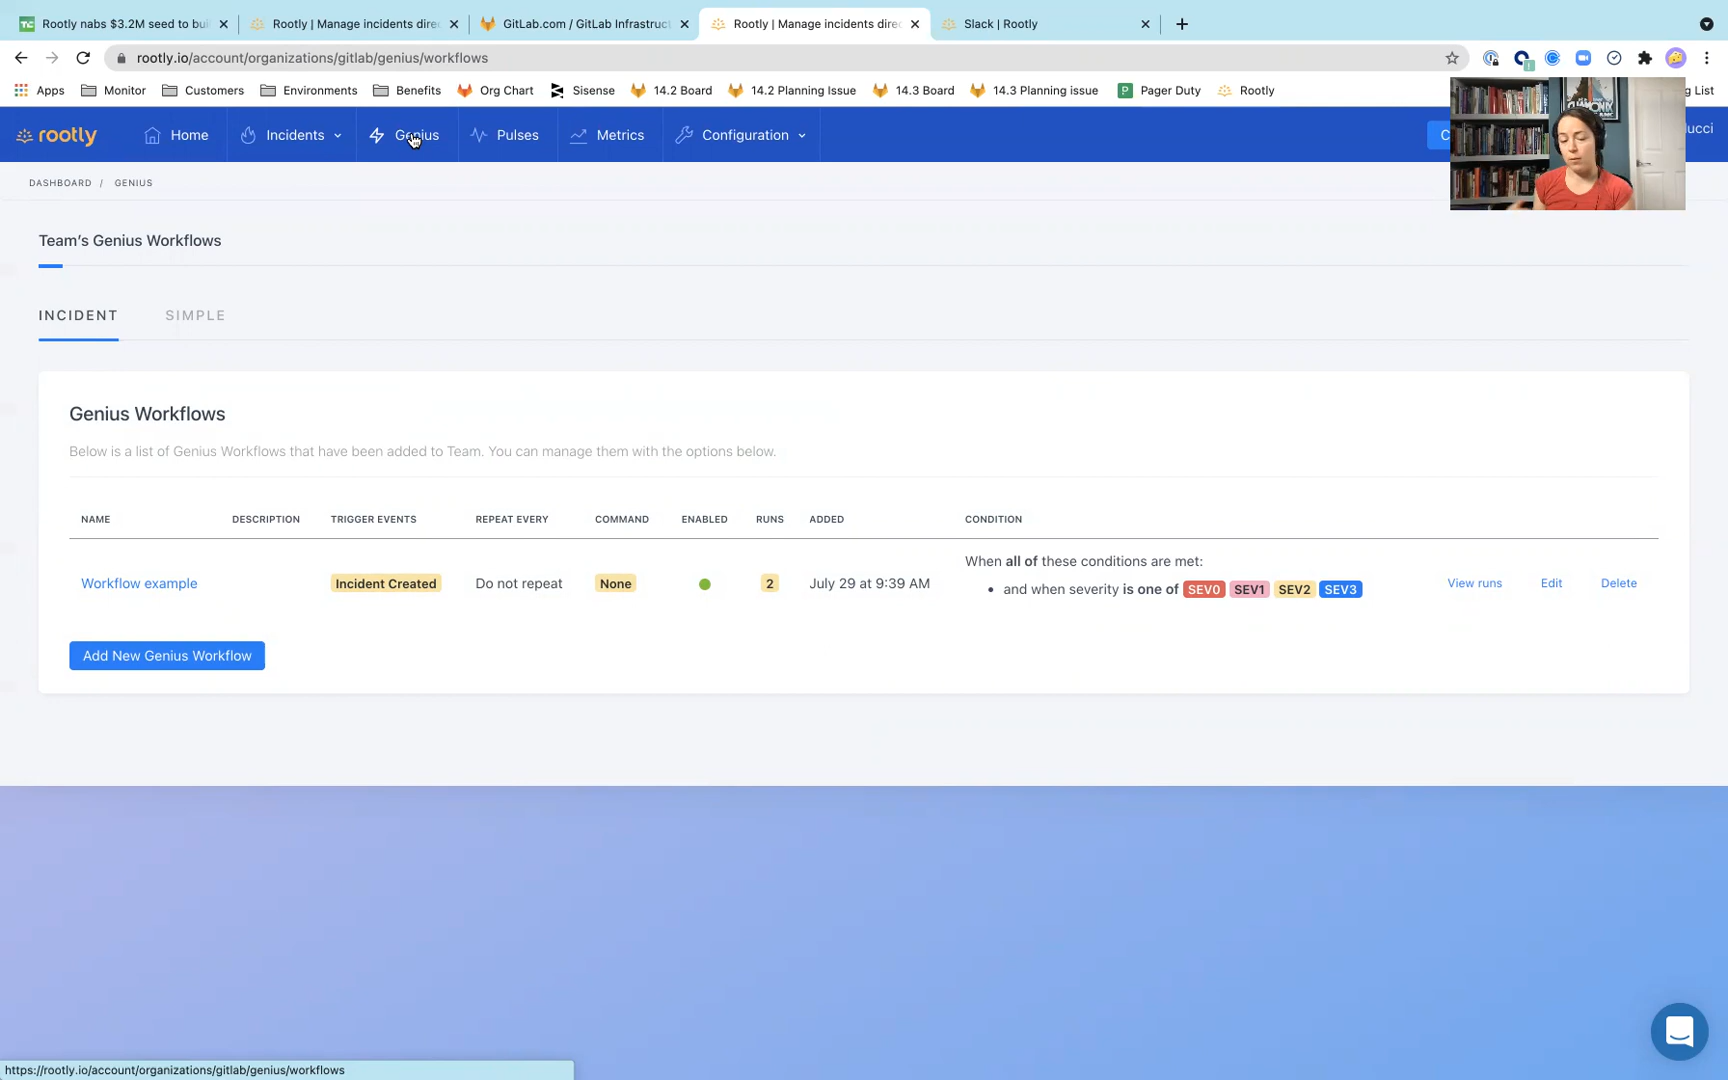 Rootly nabs $3.2M seed to bui
Rootly | Manage incidents direc
GitLab.com / GitLab Infrastruct
Rootly | Manage incidents direc
Slack | Rootly
rootly.io/account/organizations/gitlab/genius/workflows
Apps
Monitor
Customers
Environments
Benefits
Org Chart
Sisense
14.2 Board
14.2 Planning Issue
14.3 Board
14.3 Planning issue
Pager Duty
Rootly
g List
rootly
Home
Incidents
Genius
Pulses
Metrics
Configuration
C
lucci
DASHBOARD / GENIUS
Team's Genius Workflows
INCIDENT
SIMPLE
Genius Workflows
Below is a list of Genius Workflows that have been added to Team. You can manage them with the options below.
NAME DESCRIPTION TRIGGER EVENTS REPEAT EVERY COMMAND ENABLED RUNS ADDED CONDITION
When all of these conditions are met:
Workflow example Incident Created Do not repeat None 2 July 29 at 9:39 AM
• and when severity is one of SEV0 SEV1 SEV2 SEV3
View runs Edit Delete
Add New Genius Workflow
https://rootly.io/account/organizations/gitlab/genius/workflows